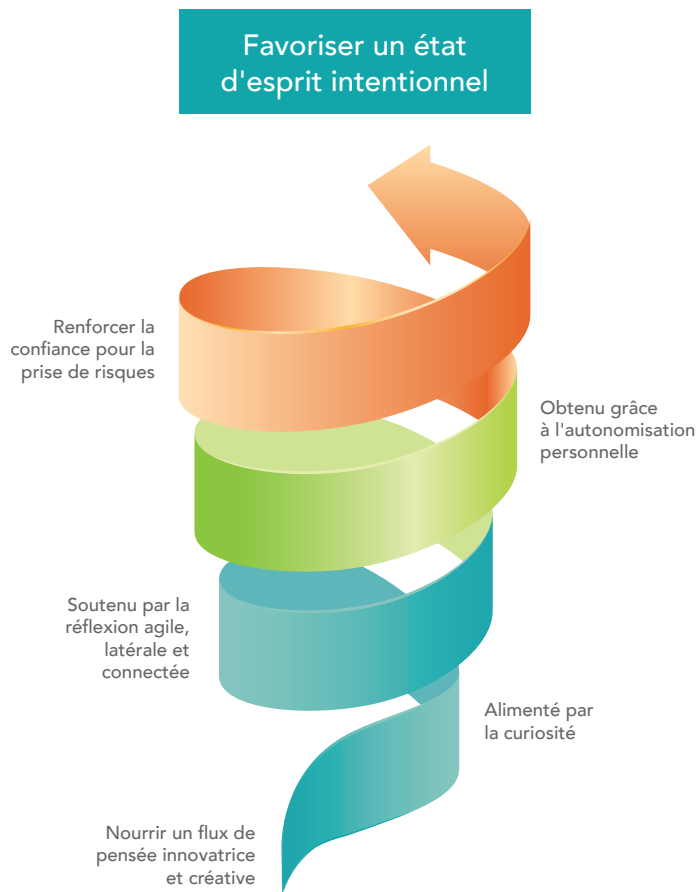 Favoriser un état
d'esprit intentionnel
Renforcer la
confiance pour la
prise de risques
Obtenu grâce
à l'autonomisation
personnelle
Soutenu par la
réflexion agile,
latérale et
connectée
Alimenté par
la curiosité
Nourrir un flux de
pensée innovatrice
et créative